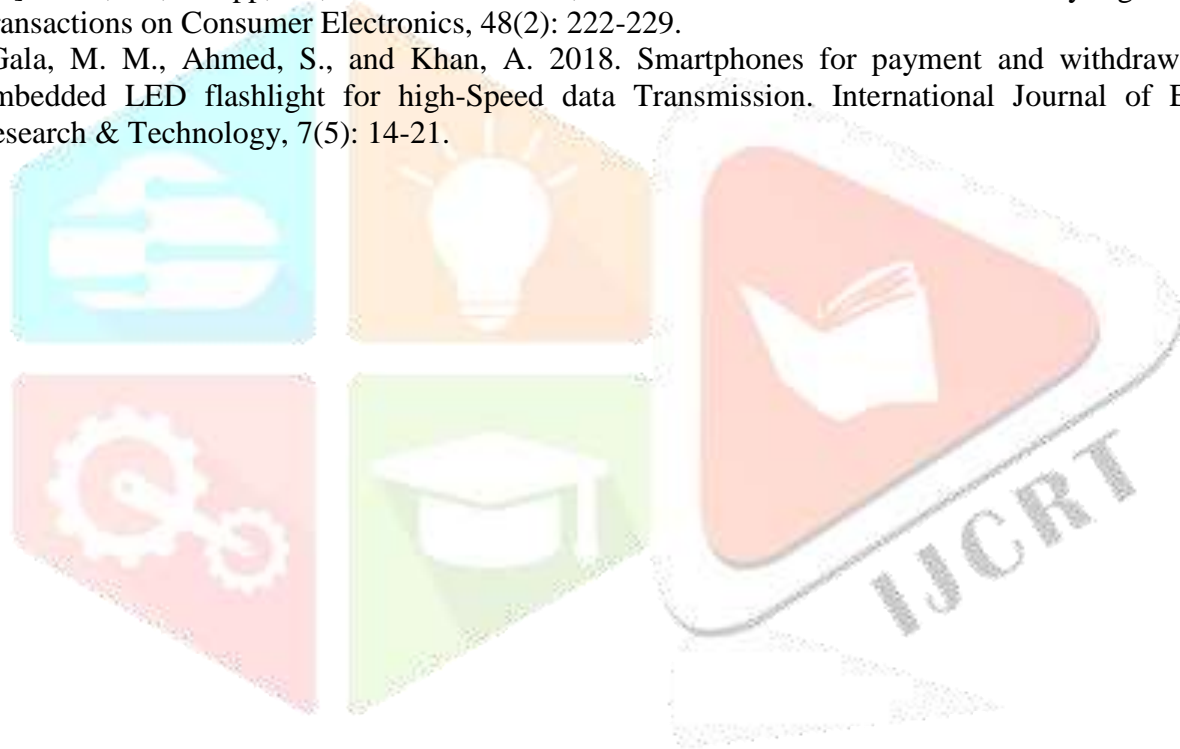 ransactions on Consumer Electronics, 48(2): 222-229.
Gala, M. M., Ahmed, S., and Khan, A. 2018. Smartphones for payment and withdraw
mbedded LED flashlight for high-Speed data Transmission. International Journal of E
esearch & Technology, 7(5): 14-21.
IJCRT